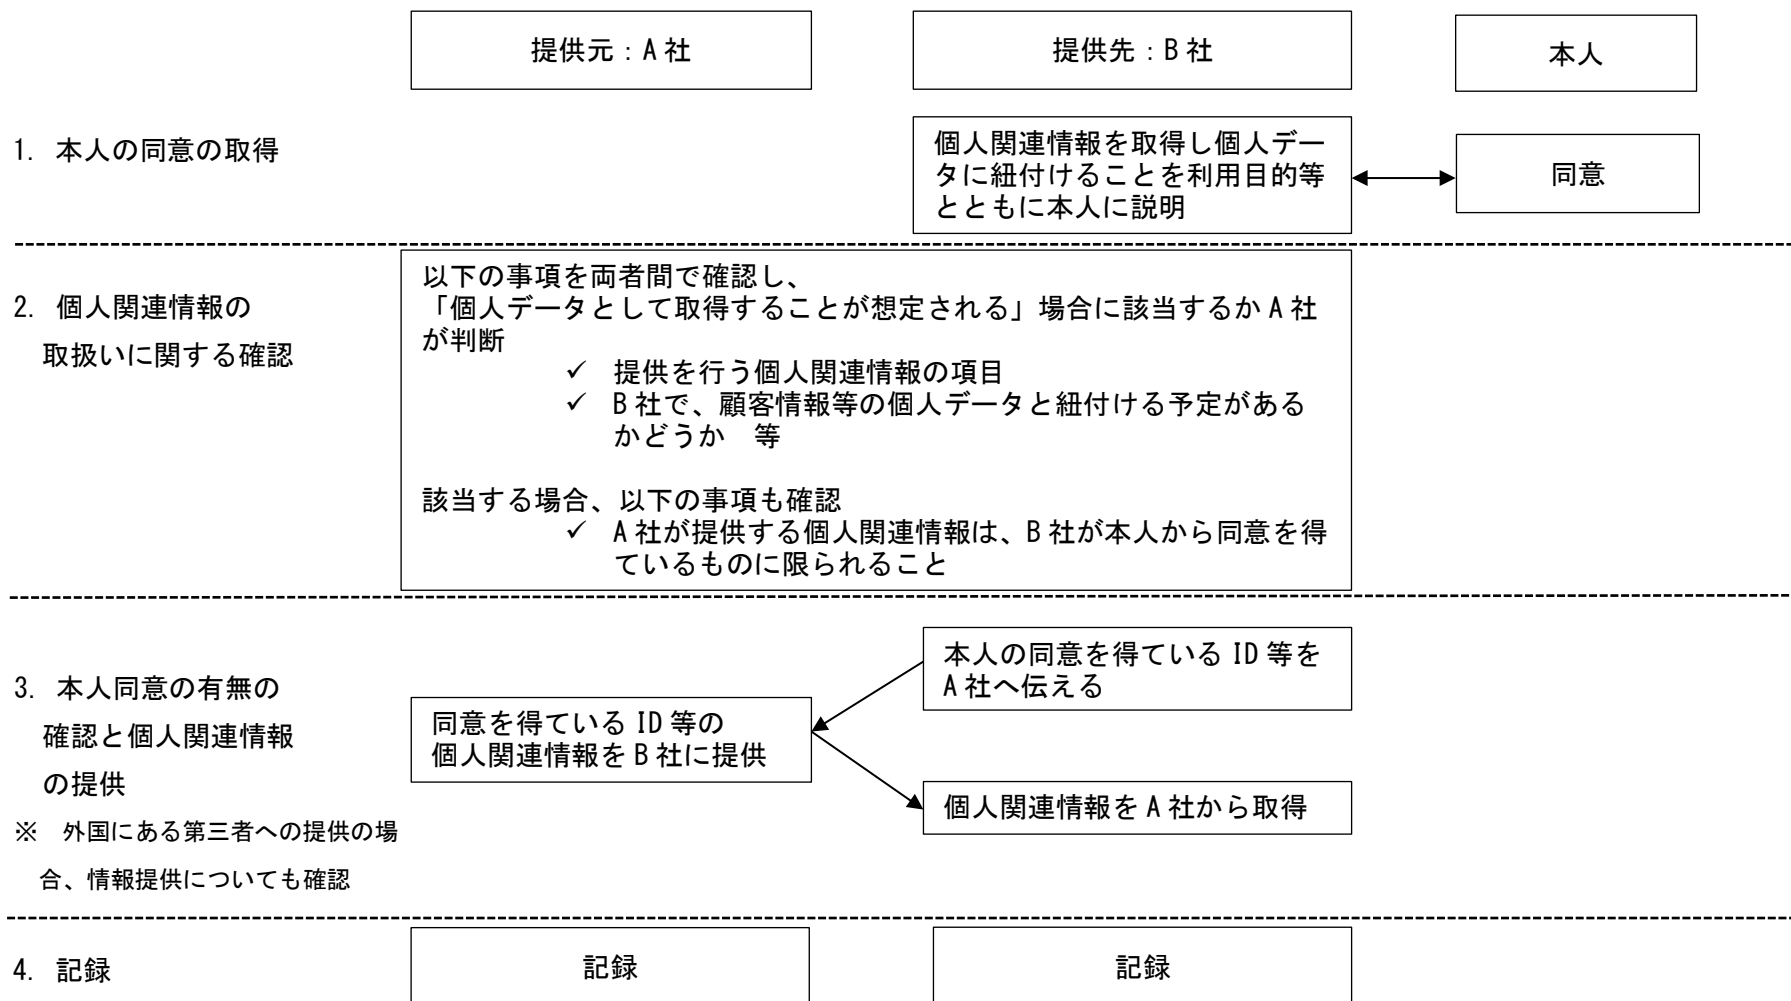 提供元：A社
提供先：B社
本人
1. 本人の同意の取得
個人関連情報を取得し個人デー
タに紐付けることを利用目的等
とともに本人に説明
同意
2. 個人関連情報の
取扱いに関する確認
以下の事項を両者間で確認し、
「個人データとして取得することが想定される」場合に該当するかA社
が判断
✓ 提供を行う個人関連情報の項目
✓ B社で、顧客情報等の個人データと紐付ける予定がある
かどうか　等
該当する場合、以下の事項も確認
✓ A社が提供する個人関連情報は、B社が本人から同意を得
ているものに限られること
3. 本人同意の有無の
確認と個人関連情報
の提供
※　外国にある第三者への提供の場
合、情報提供についても確認
本人の同意を得ているID等を
A社へ伝える
同意を得ているID等の
個人関連情報をB社に提供
個人関連情報をA社から取得
4. 記録
記録
記録